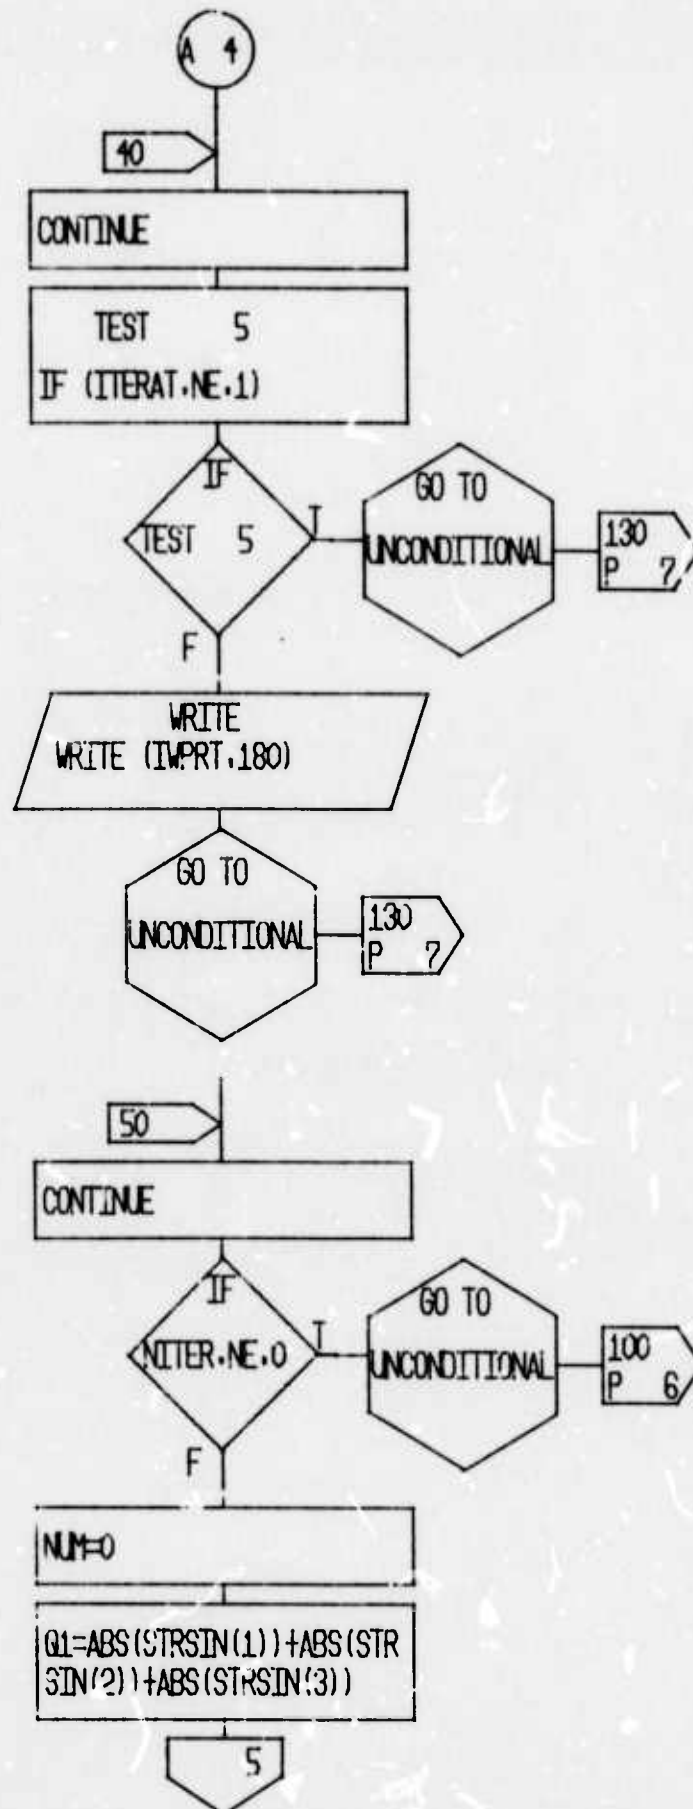 A 4
40
CONTINUE
TEST 5
IF (ITERAT.NE.1)
IF
TEST 5
T
GO TO
UNCONDITIONAL
130
P 7
F
WRITE
WRITE (IWPRT,180)
GO TO
UNCONDITIONAL
130
P 7
50
CONTINUE
IF
NITER.NE.0
T
GO TO
UNCONDITIONAL
100
P 6
F
NUM=0
Q1=ABS(STRSIN(1))+ABS(STR
SIN(2))+ABS(STRSIN(3))
5